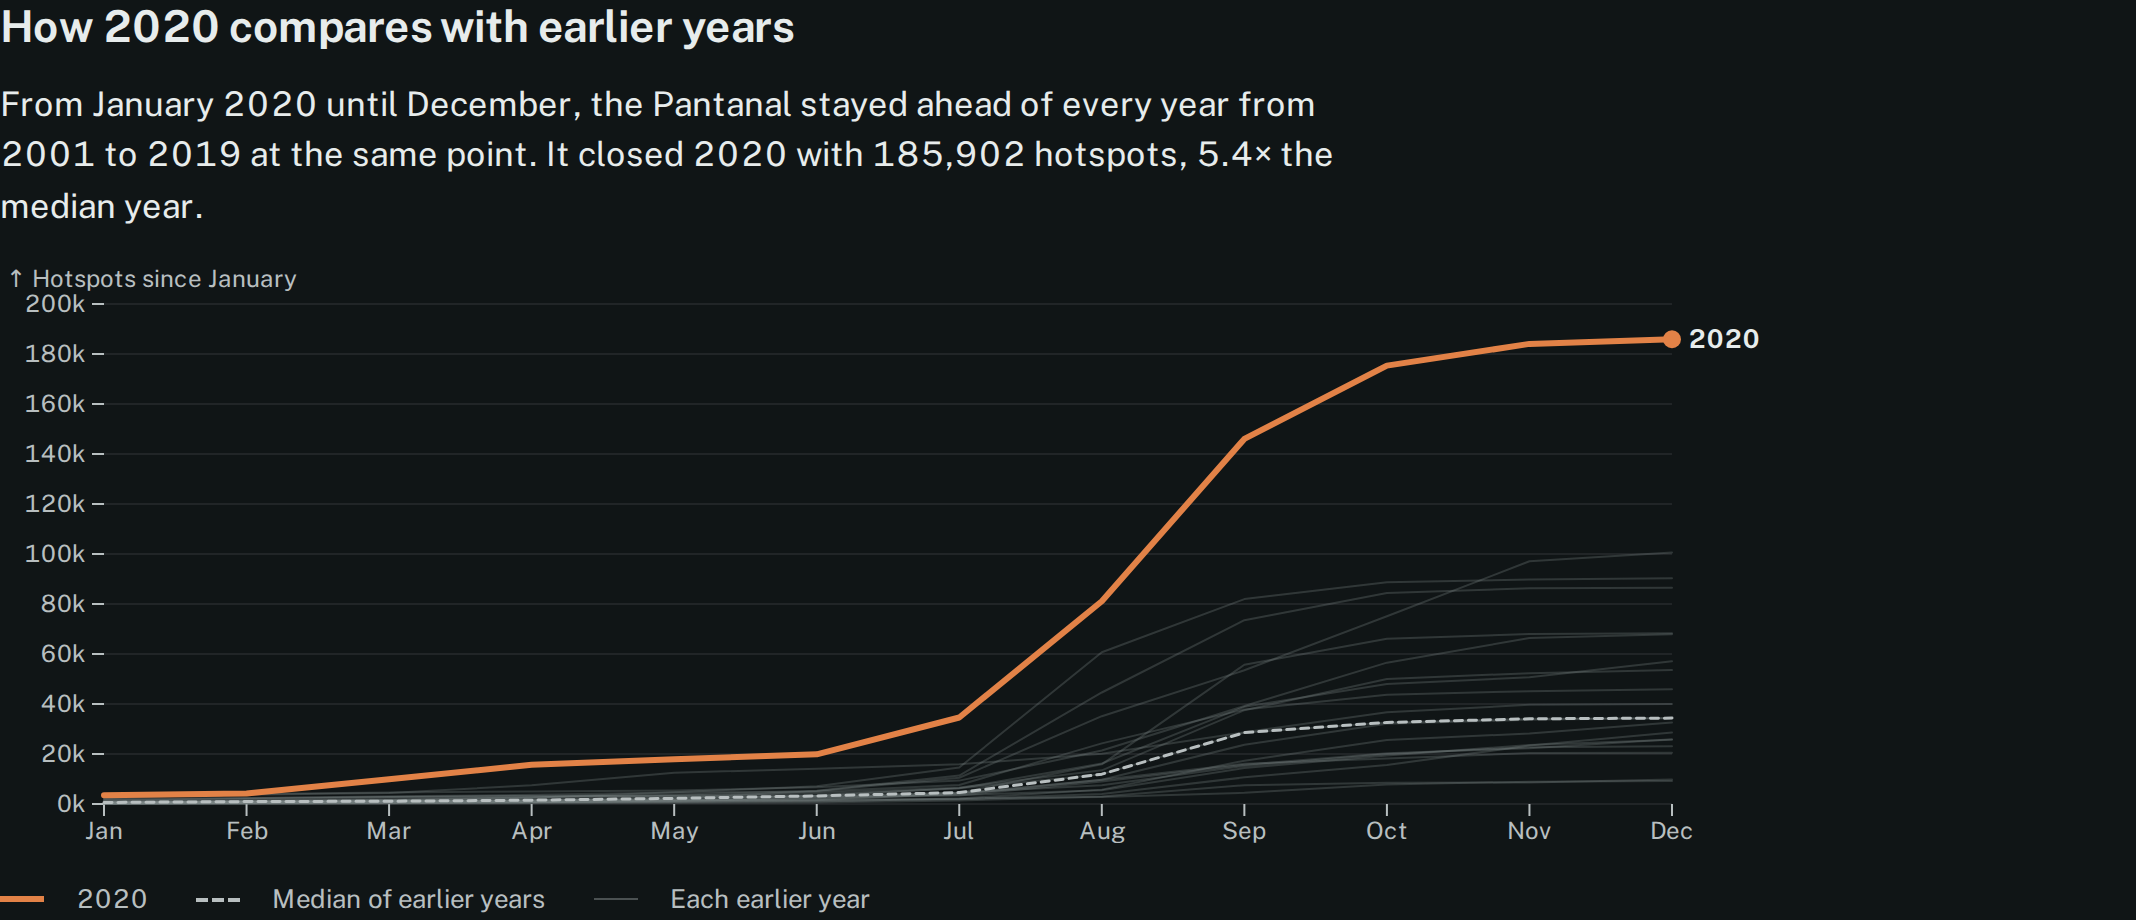 How 2020 compares with earlier years
From January 2020 until December, the Pantanal stayed ahead of every year from
2001 to 2019 at the same point. It closed 2020 with 185,902 hotspots, 5.4× the
median year.
↑ Hotspots since January
200k
180k
160k
140k
120k
100k
80k
60k
40k
20k
0k
2020
Jan Feb Mar Apr May Jun Jul Aug Sep Oct Nov Dec
2020 Median of earlier years Each earlier year